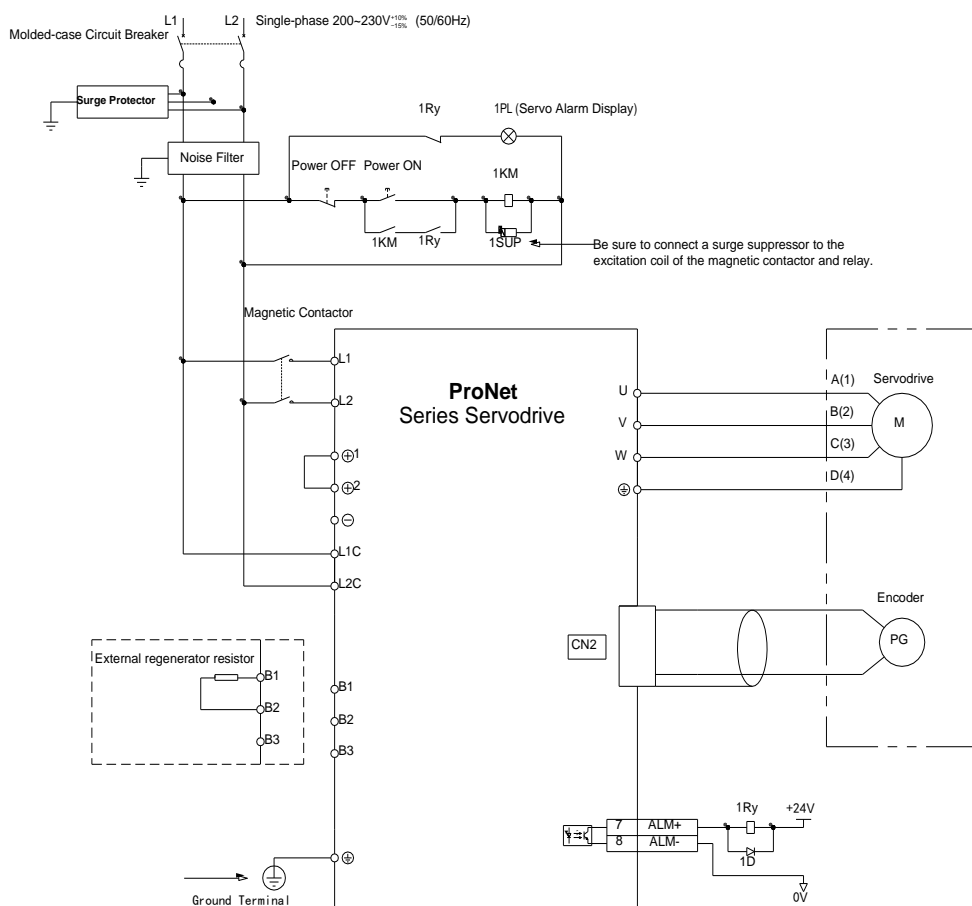 L1 L2 Single-phase 200~230V +10% -15% (50/60Hz)
Molded-case Circuit Breaker
Surge Protector
1Ry 1PL (Servo Alarm Display)
Noise Filter
Power OFF Power ON
1KM
1KM 1Ry 1SUP
Be sure to connect a surge suppressor to the
excitation coil of the magnetic contactor and relay.
Magnetic Contactor
L1
L2
ProNet
Series Servodrive
U
V
W
A(1)
B(2)
C(3)
D(4)
Servodrive
M
1
2
L1C
L2C
Encoder
CN2
PG
External regenerator resistor
B1
B2
B3
B1
B2
B3
1Ry +24V
7 ALM+
8 ALM-
1D
0V
Ground Terminal